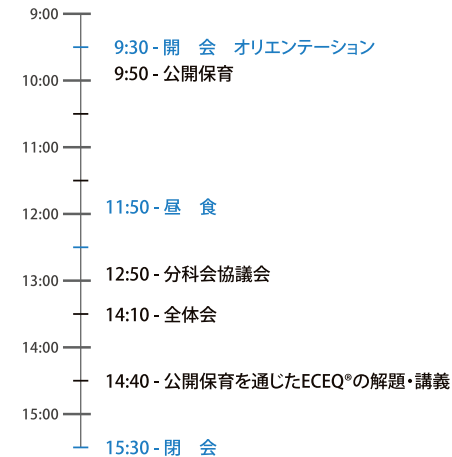 9:00
9:30 - 開　会　オリエンテーション
9:50 - 公開保育
10:00
11:00
11:50 - 昼　食
12:00
12:50 - 分科会協議会
13:00
14:10 - 全体会
14:00
14:40 - 公開保育を通じたECEQ®の解題・講義
15:00
15:30 - 閉　会